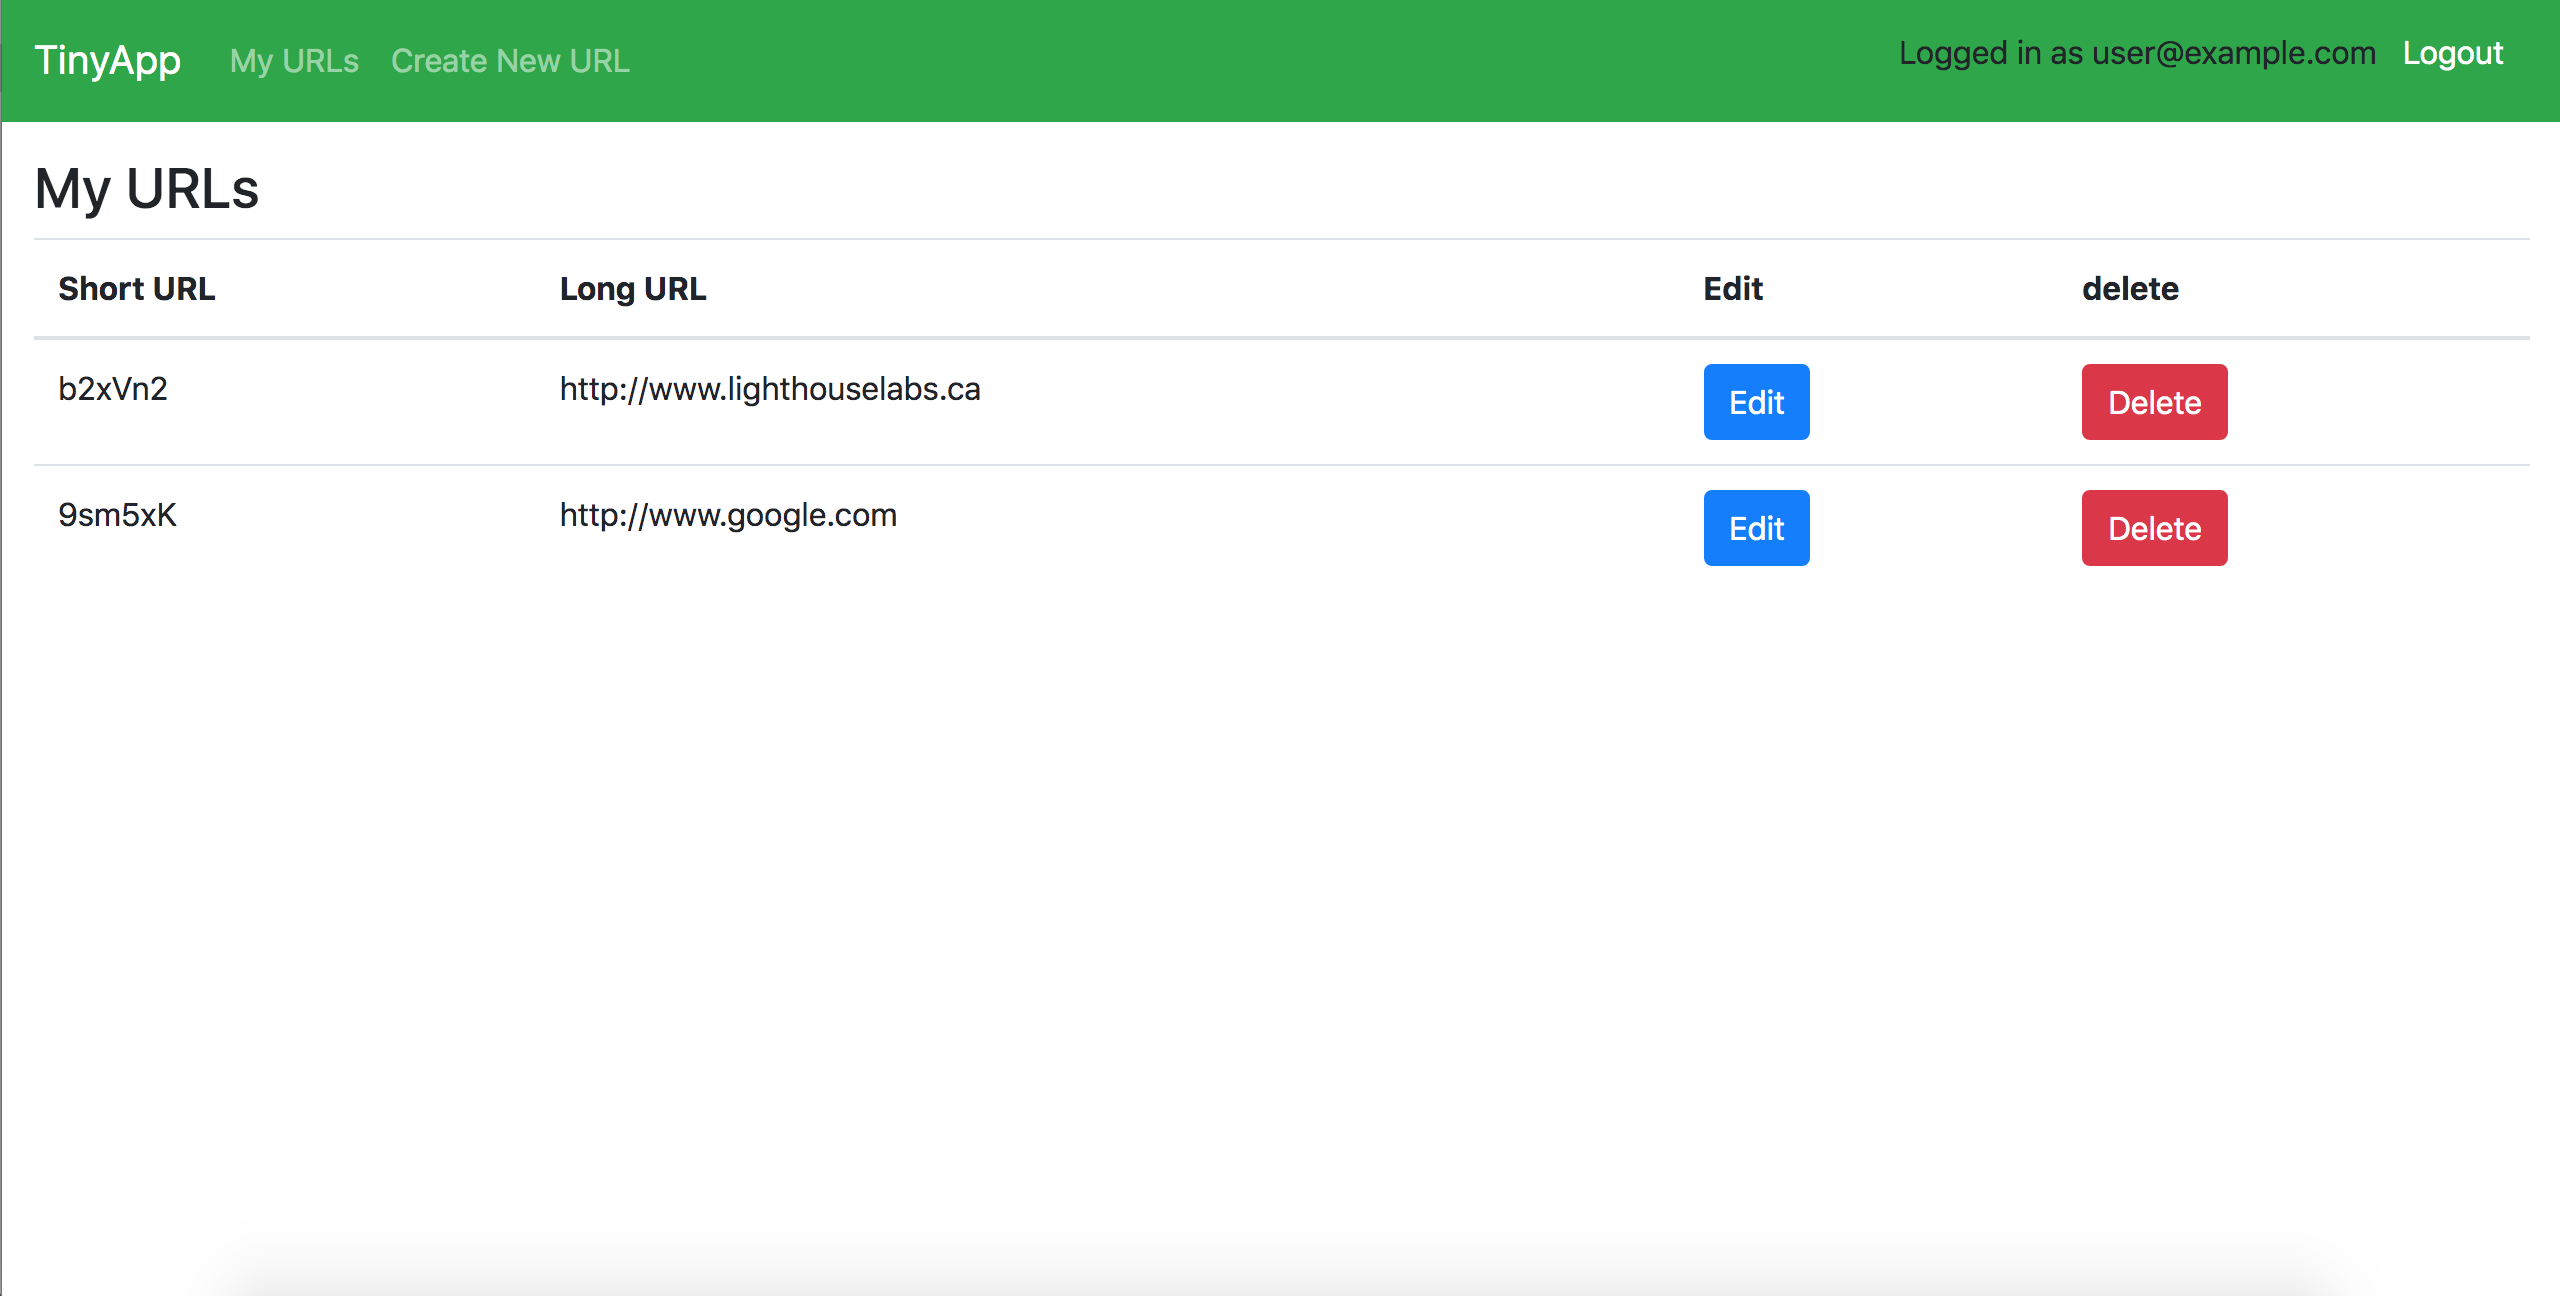 TinyApp My URLs Create New URL Logged in as user@example.com Logout
My URLs
Short URL Long URL Edit delete
b2xVn2 http://www.lighthouselabs.ca Edit Delete
9sm5xK http://www.google.com Edit Delete